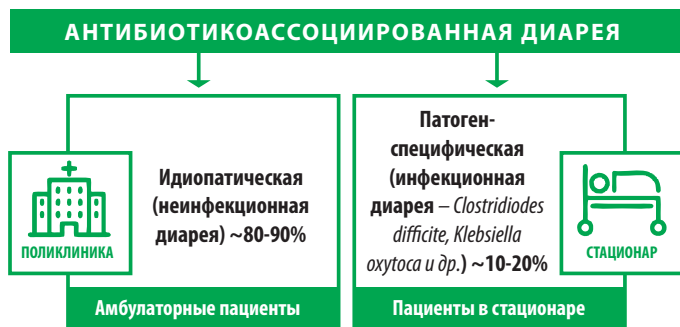 АНТИБИОТИКОАССОЦИИРОВАННАЯ ДИАРЕЯ
ПОЛИКЛИНИКА
Идиопатическая
(неинфекционная
диарея) ~80-90%
Амбулаторные пациенты
Патоген-
специфическая
(инфекционная
диарея – Clostridiodes
difficite, Klebsiella
oxytoca и др.) ~10-20%
СТАЦИОНАР
Пациенты в стационаре